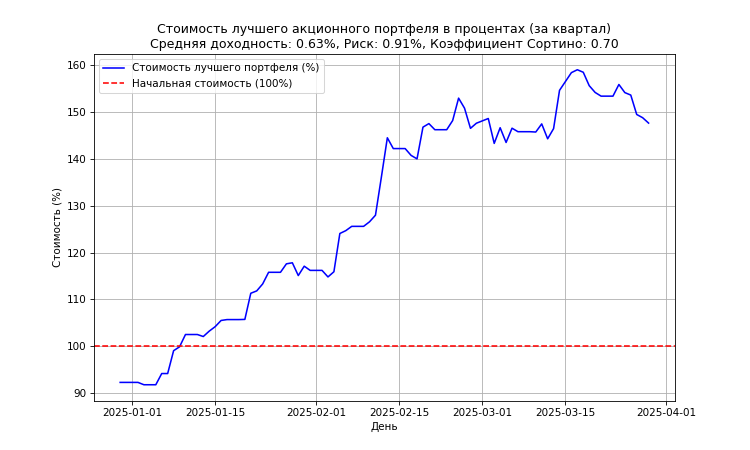 Стоимость лучшего акционного портфеля в процентах (за квартал)
Средняя доходность: 0.63%, Риск: 0.91%, Коэффициент Сортино: 0.70
Стоимость лучшего портфеля (%)
Начальная стоимость (100%)
Стоимость (%)
160
150
140
130
120
110
100
90
2025-01-01
2025-01-15
2025-02-01
2025-02-15
2025-03-01
2025-03-15
2025-04-01
День